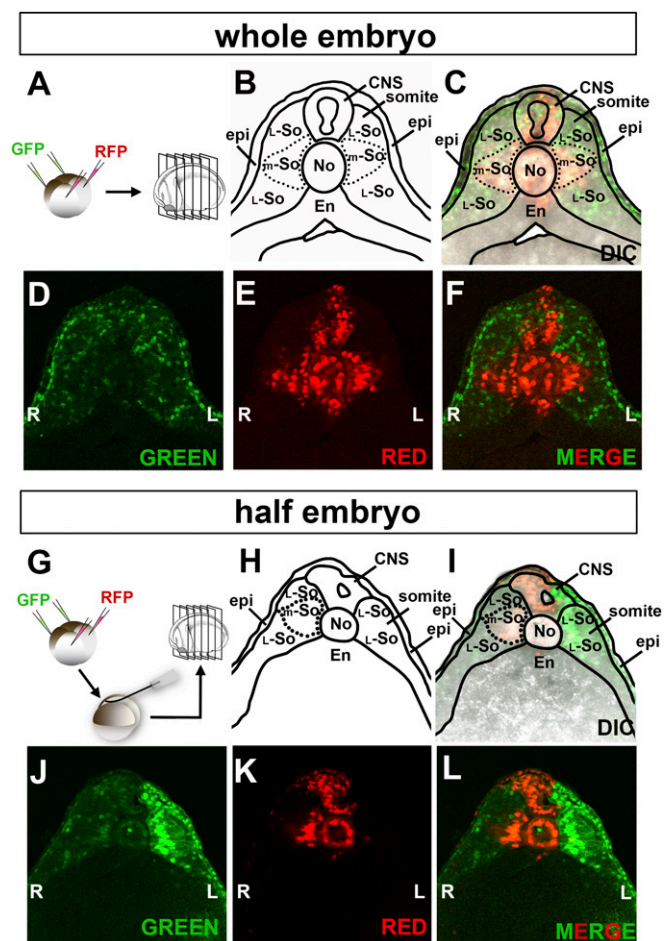 whole embryo
A
GFP
RFP
B
CNS
somite
epi
L-So
L-So
epi
m-So
No
m-So
L-So
L-So
En
C
CNS
somite
epi
L-So
L-So
epi
m-So
No
m-So
L-So
L-So
En
DIC
D
R
L
GREEN
E
R
L
RED
F
R
L
MERGE
half embryo
G
GFP
RFP
H
CNS
L-So
epi
m-So
somite
L-So
No
L-So
L-So
epi
En
I
CNS
L-So
epi
m-So
somite
L-So
No
L-So
L-So
epi
En
DIC
J
R
L
GREEN
K
R
L
RED
L
R
L
MERGE